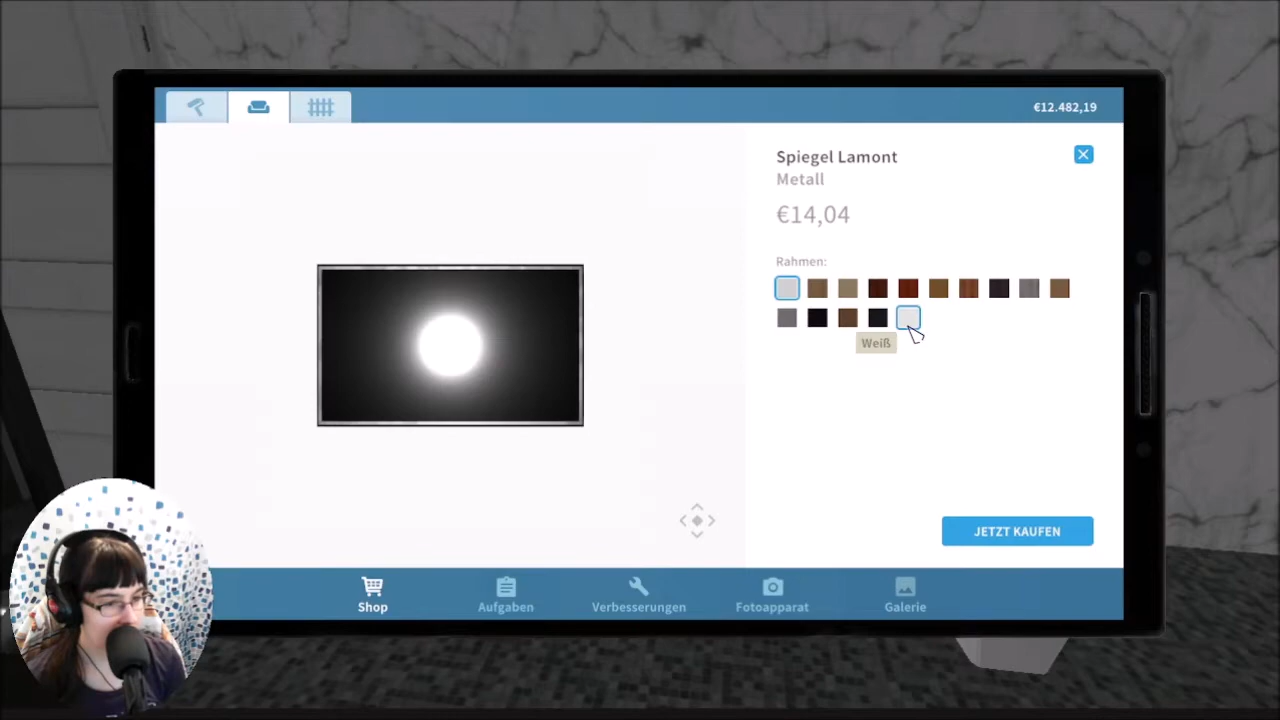 €12.482,19
Spiegel Lamont
Metall
€14,04
Rahmen:
Weiß
JETZT KAUFEN
Shop
Aufgaben
Verbesserungen
Fotoapparat
Galerie